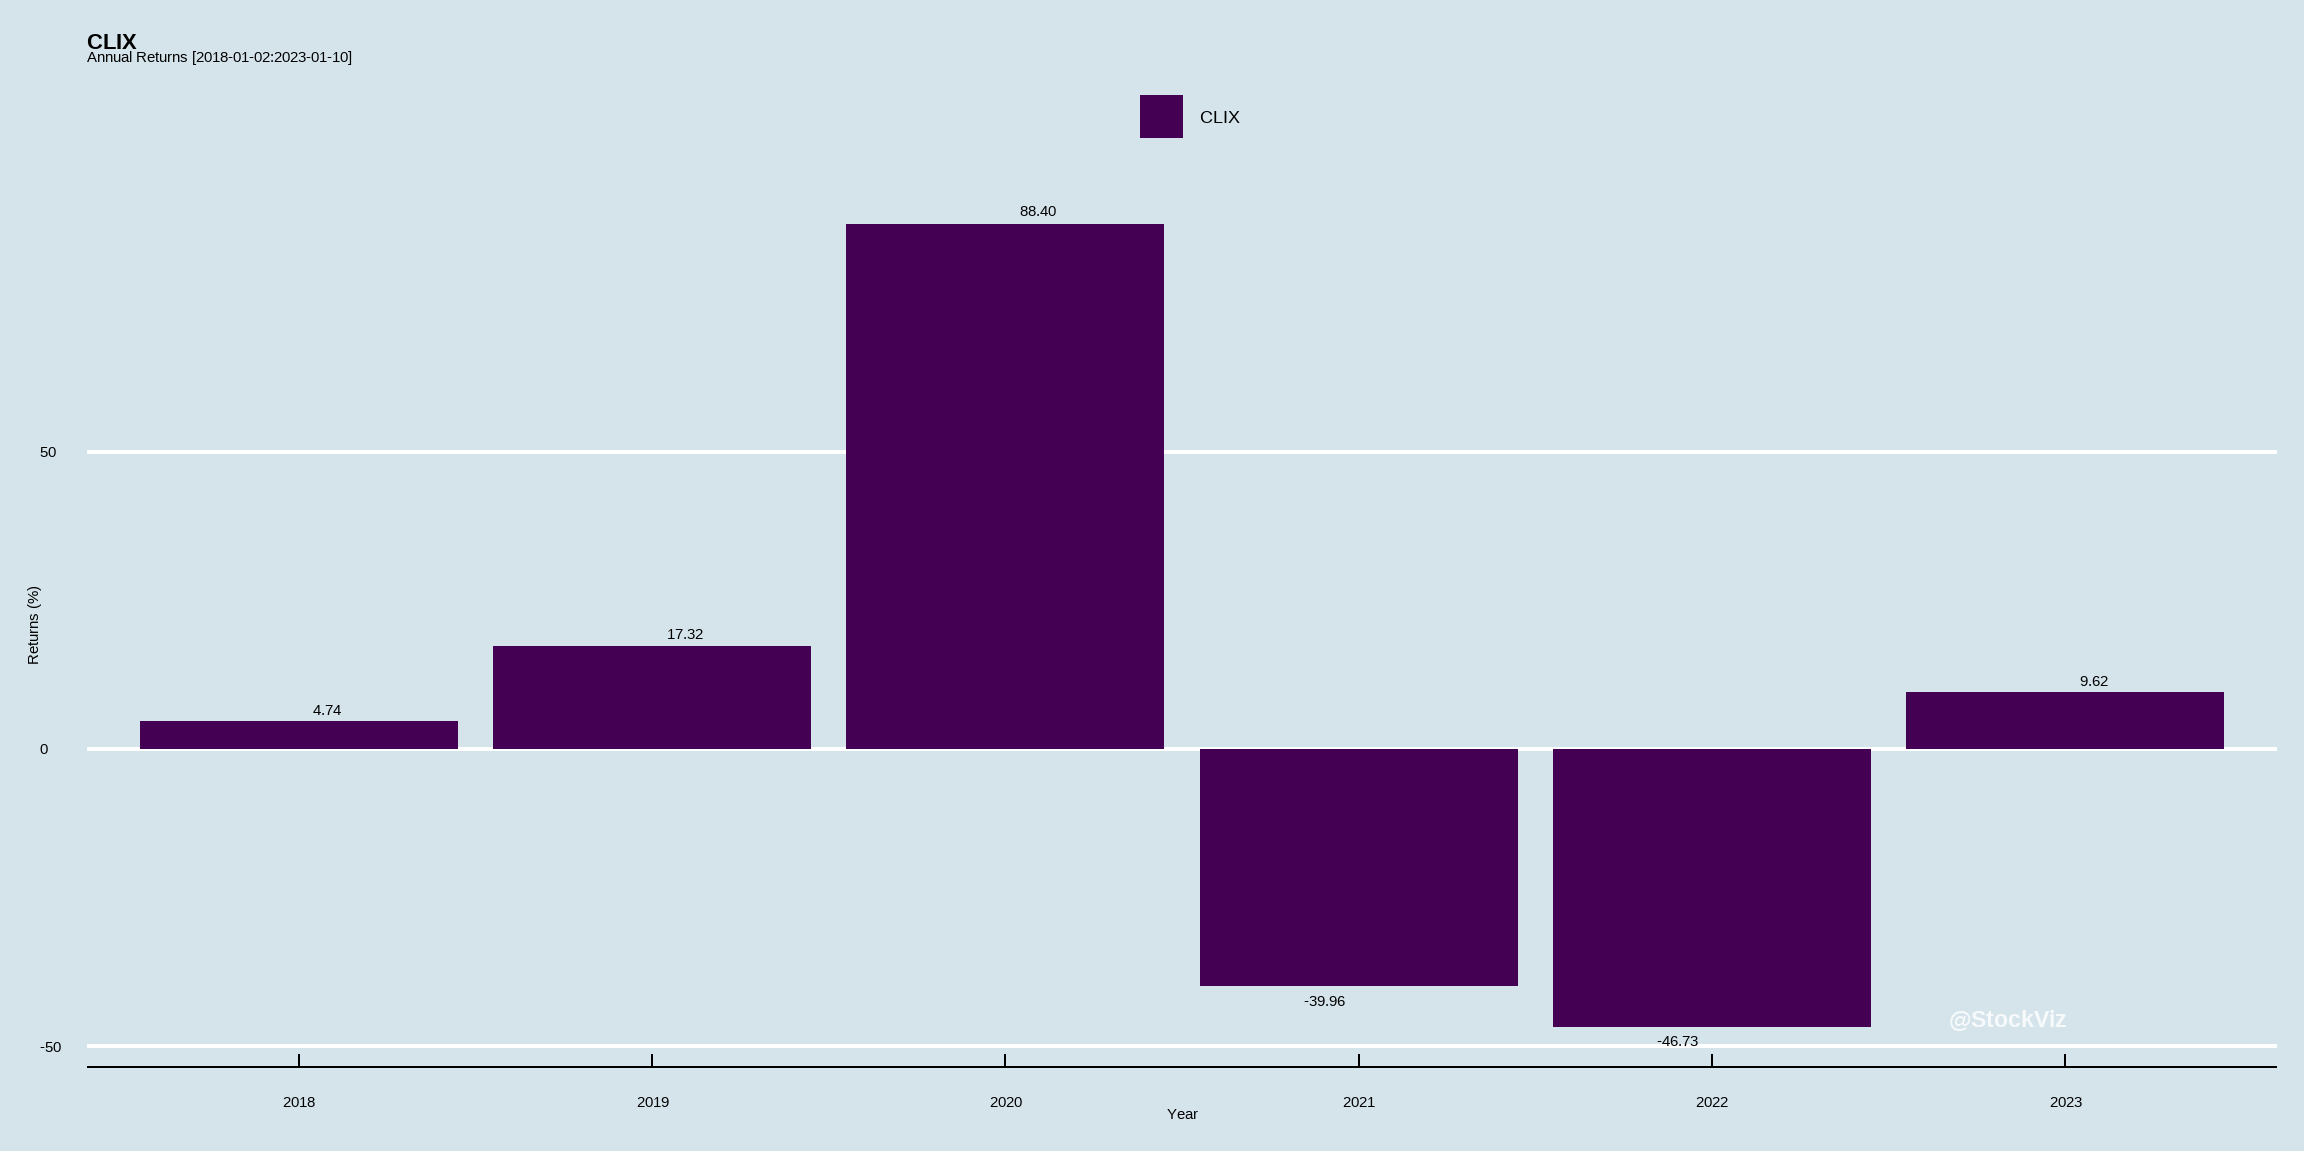 CLIX
Annual Returns [2018-01-02:2023-01-10]
CLIX
88.40
50
17.32
9.62
4.74
Returns (%)
0
-39.96
@StockViz
-46.73
-50
2018 2019 2020 2021 2022 2023
Year